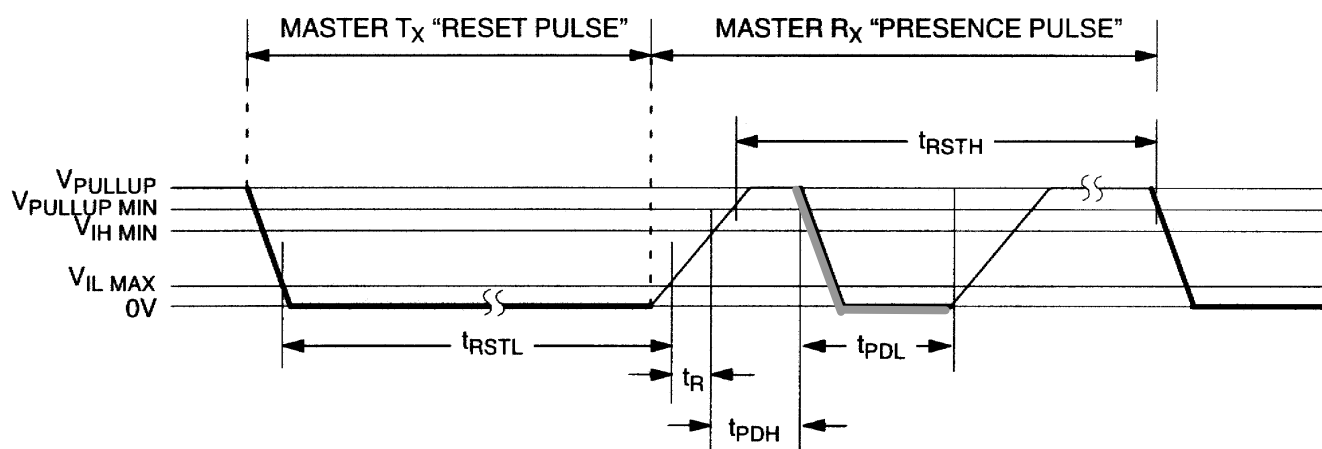 MASTER TX “RESET PULSE”
MASTER RX “PRESENCE PULSE”
tRSTH
VPULLUP
VPULLUP MIN
VIH MIN
VIL MAX
0V
tRSTL
tPDL
tR
tPDH